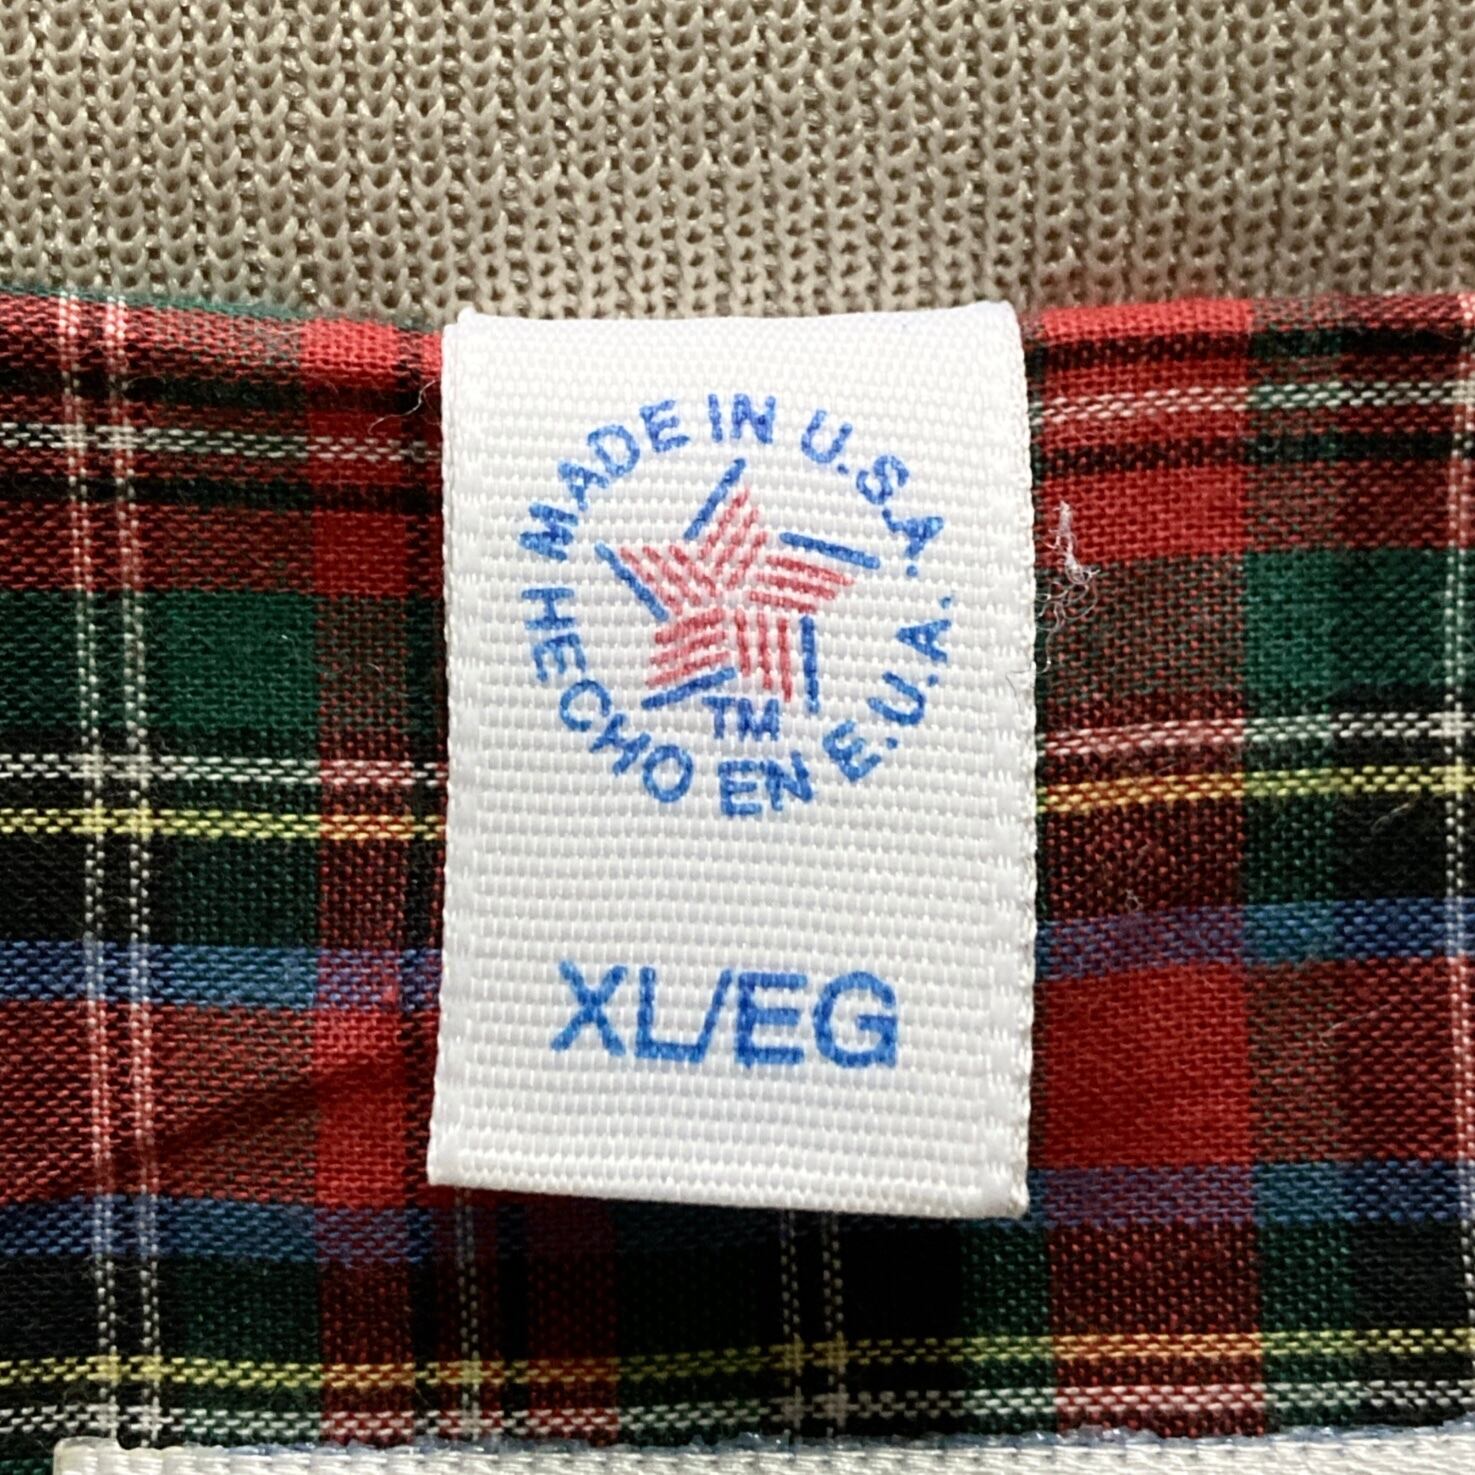 MADE IN U.S.A.
HECHO EN E.U.A.
TM
XL/EG